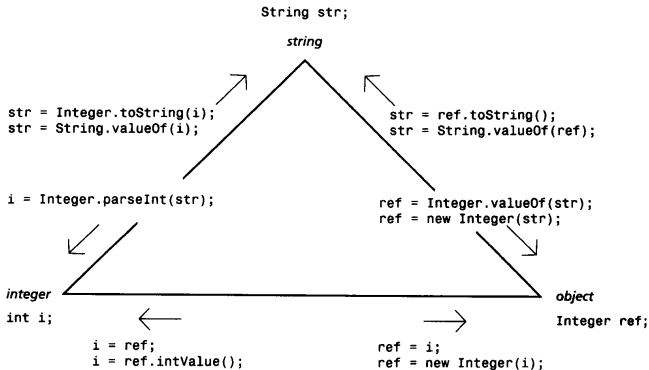 String str;
string
str = Integer.toString(i);
str = String.valueOf(i);
str = ref.toString();
str = String.valueOf(ref);
i = Integer.parseInt(str);
ref = Integer.valueOf(str);
ref = new Integer(str);
integer
object
int i;
Integer ref;
i = ref;
i = ref.intValue();
ref = i;
ref = new Integer(i);